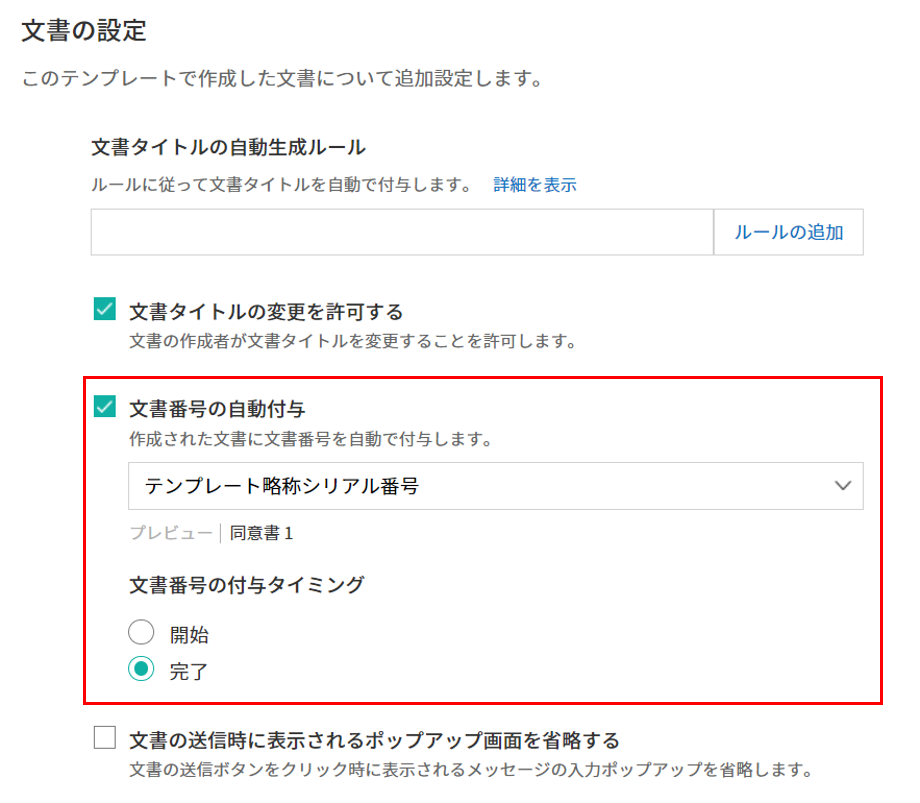 文書の設定
このテンプレートで作成した文書について追加設定します。
文書タイトルの自動生成ルール
ルールに従って文書タイトルを自動で付与します。 詳細を表示
ルールの追加
文書タイトルの変更を許可する
文書の作成者が文書タイトルを変更することを許可します。
文書番号の自動付与
作成された文書に文書番号を自動で付与します。
テンプレート略称シリアル番号
プレビュー 同意書 1
文書番号の付与タイミング
開始
完了
文書の送信時に表示されるポップアップ画面を省略する
文書の送信ボタンをクリック時に表示されるメッセージの入力ポップアップを省略します。